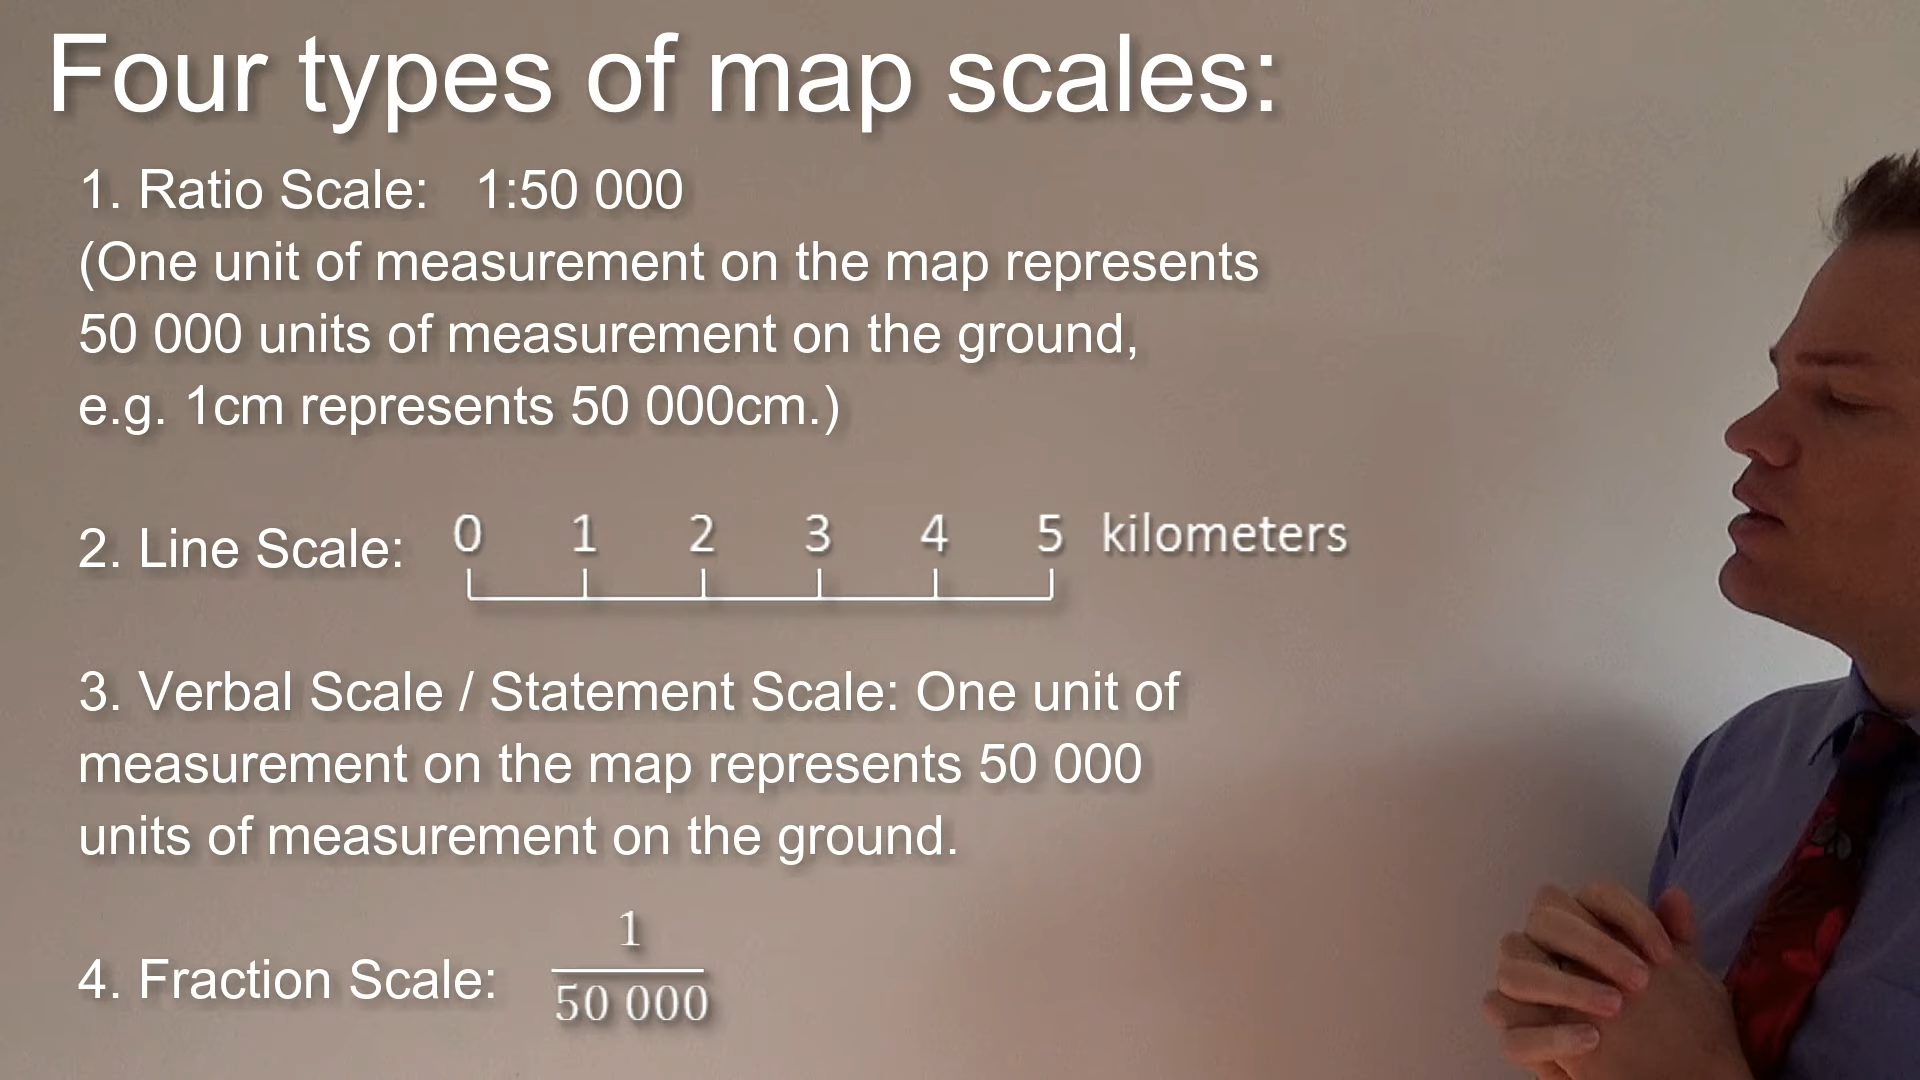 Four types of map scales:
1. Ratio Scale: 1:50 000
(One unit of measurement on the map represents
50 000 units of measurement on the ground,
e.g. 1cm represents 50 000cm.)
2. Line Scale: 0 1 2 3 4 5 kilometers
3. Verbal Scale / Statement Scale: One unit of
measurement on the map represents 50 000
units of measurement on the ground.
1
4. Fraction Scale:
50 000